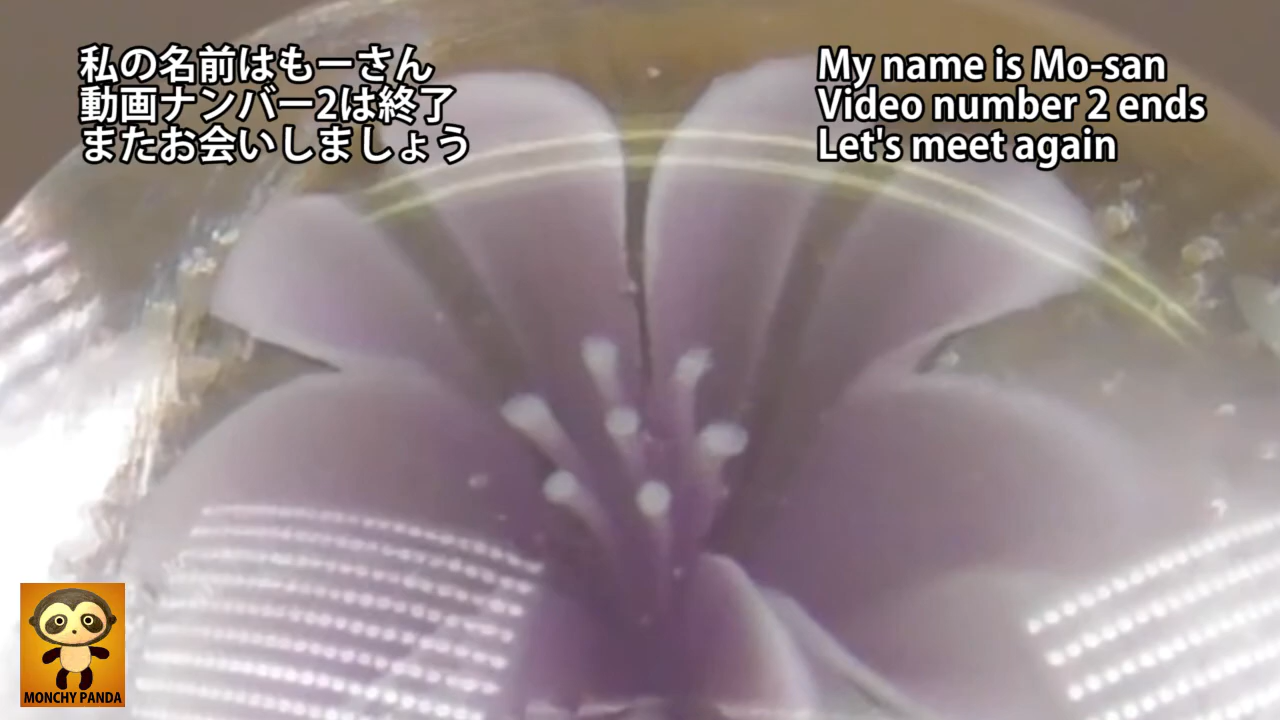 私の名前はもーさん
動画ナンバー2は終了
またお会いしましょう
My name is Mo-san
Video number 2 ends
Let's meet again
MONCHY PANDA